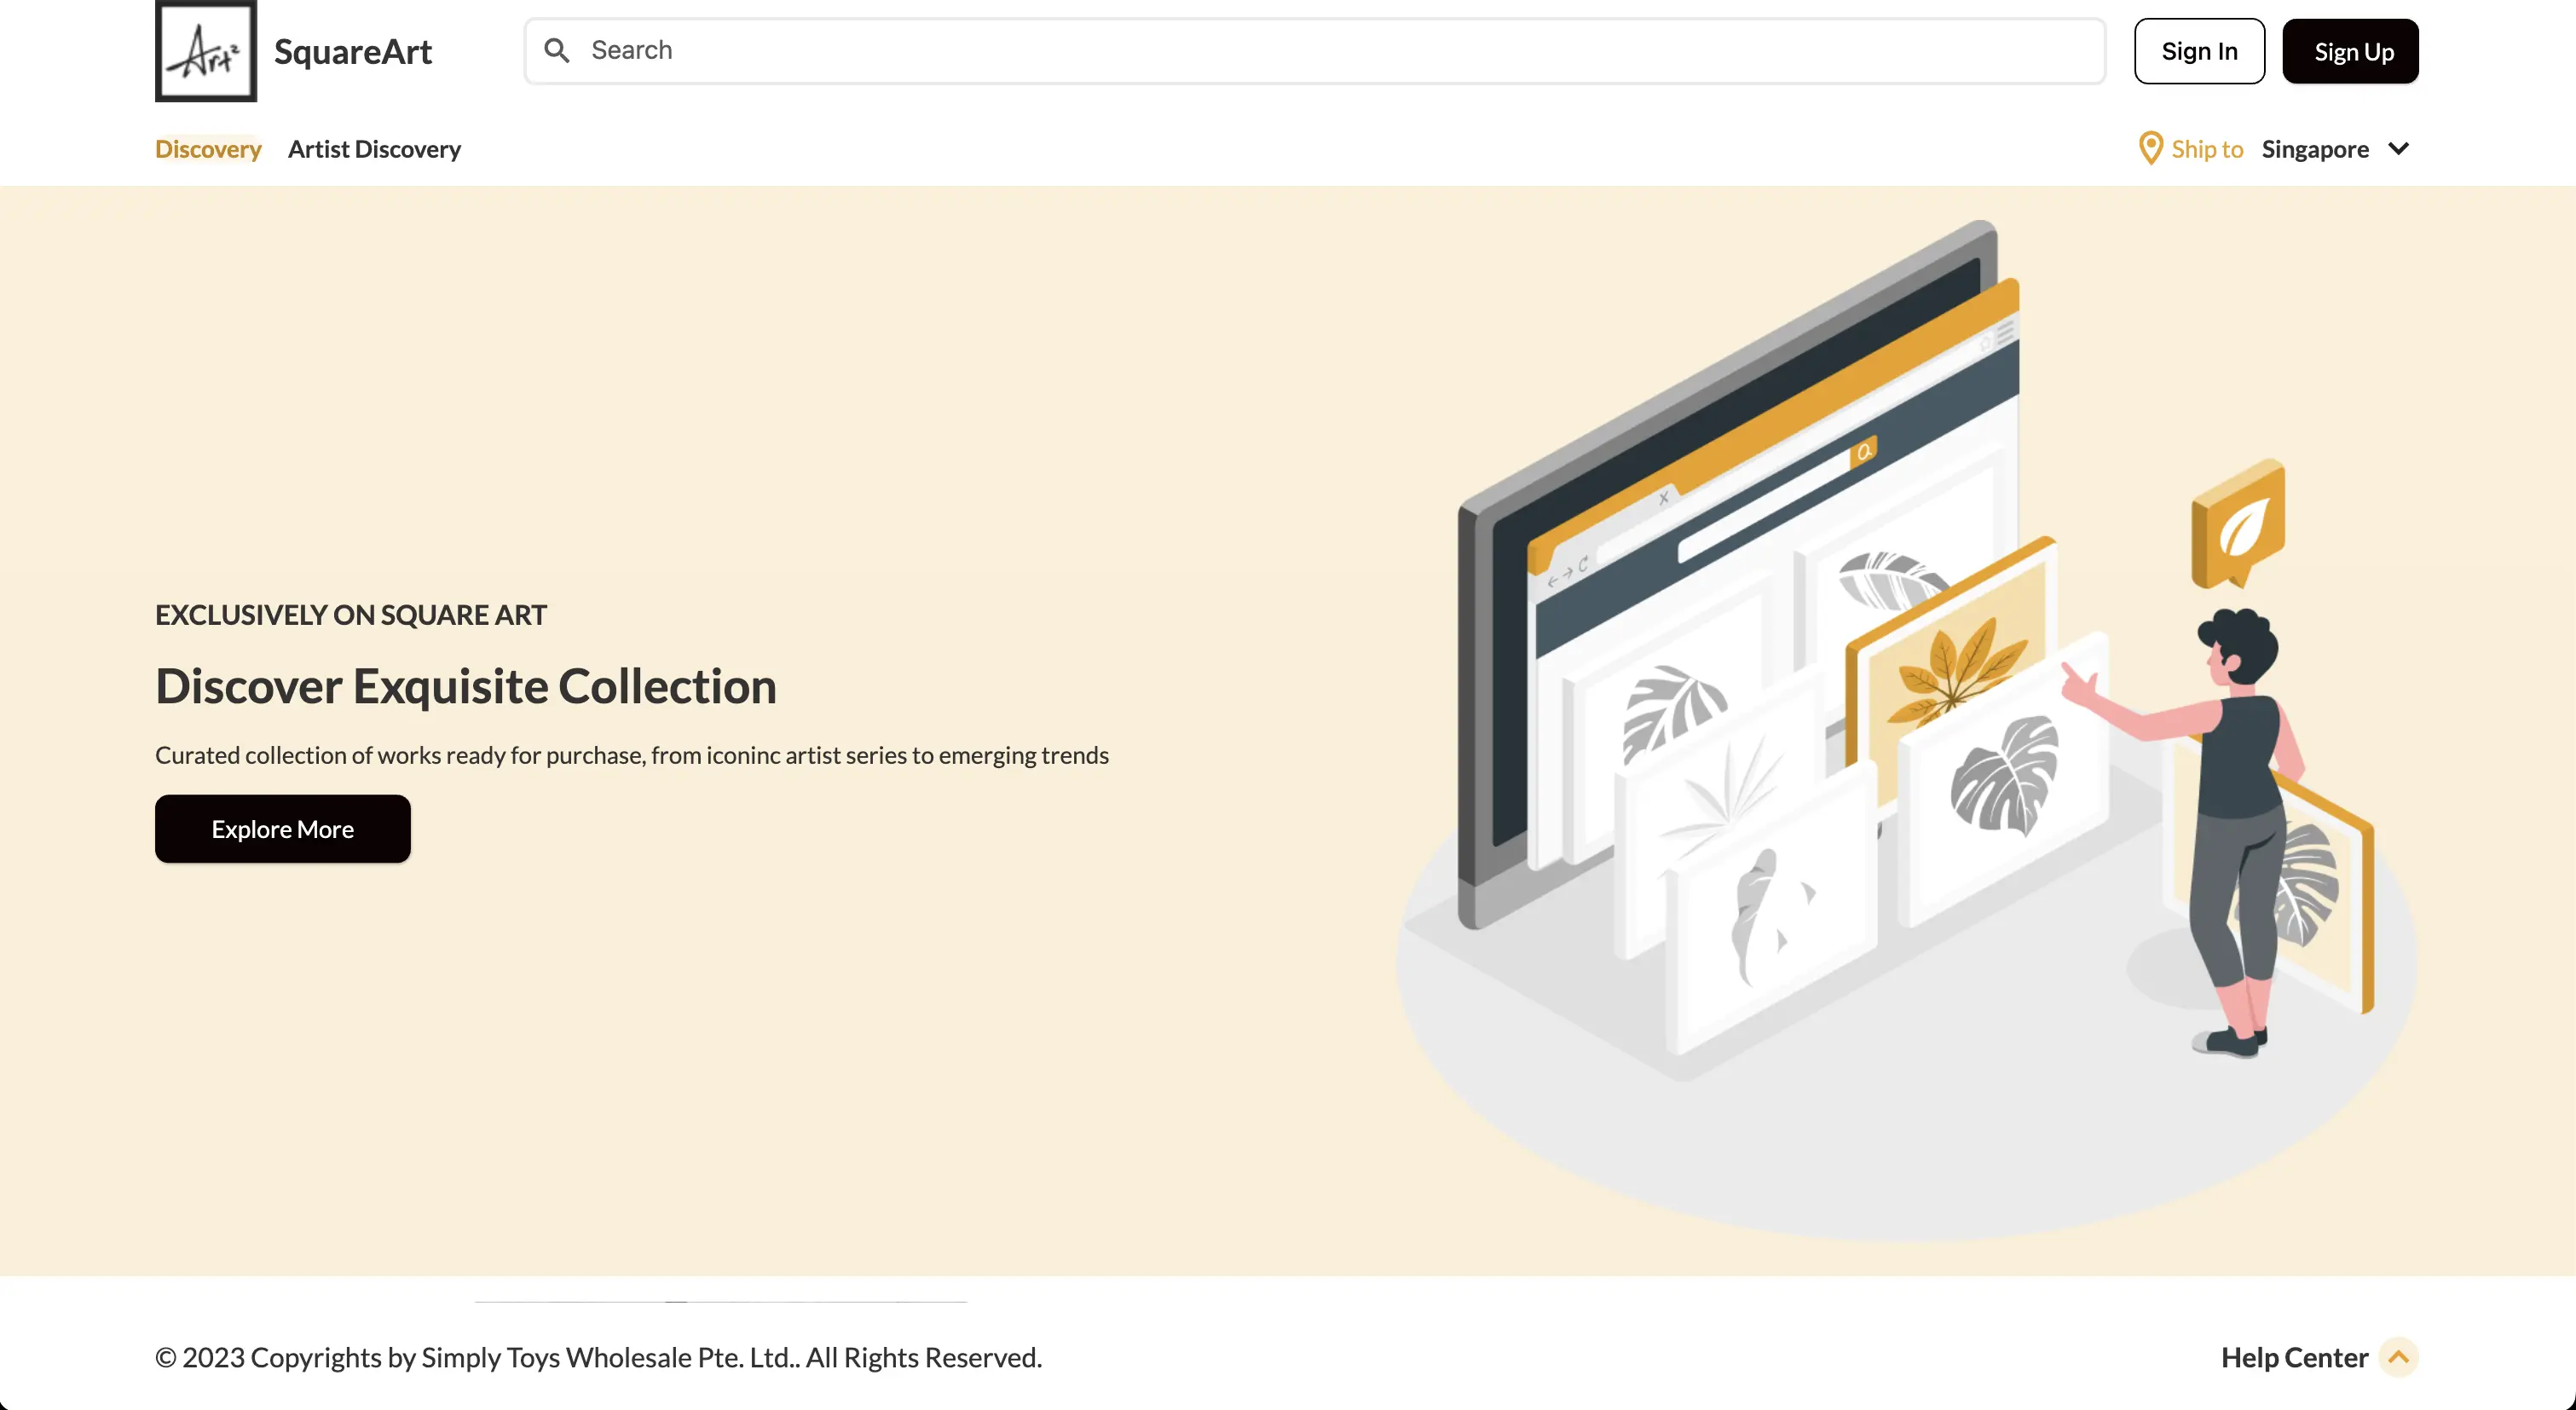 Art²
SquareArt
Search
Sign In
Sign Up
Discovery
Artist Discovery
Ship to
Singapore
EXCLUSIVELY ON SQUARE ART
Discover Exquisite Collection
Curated collection of works ready for purchase, from iconinc artist series to emerging trends
Explore More
© 2023 Copyrights by Simply Toys Wholesale Pte. Ltd.. All Rights Reserved.
Help Center